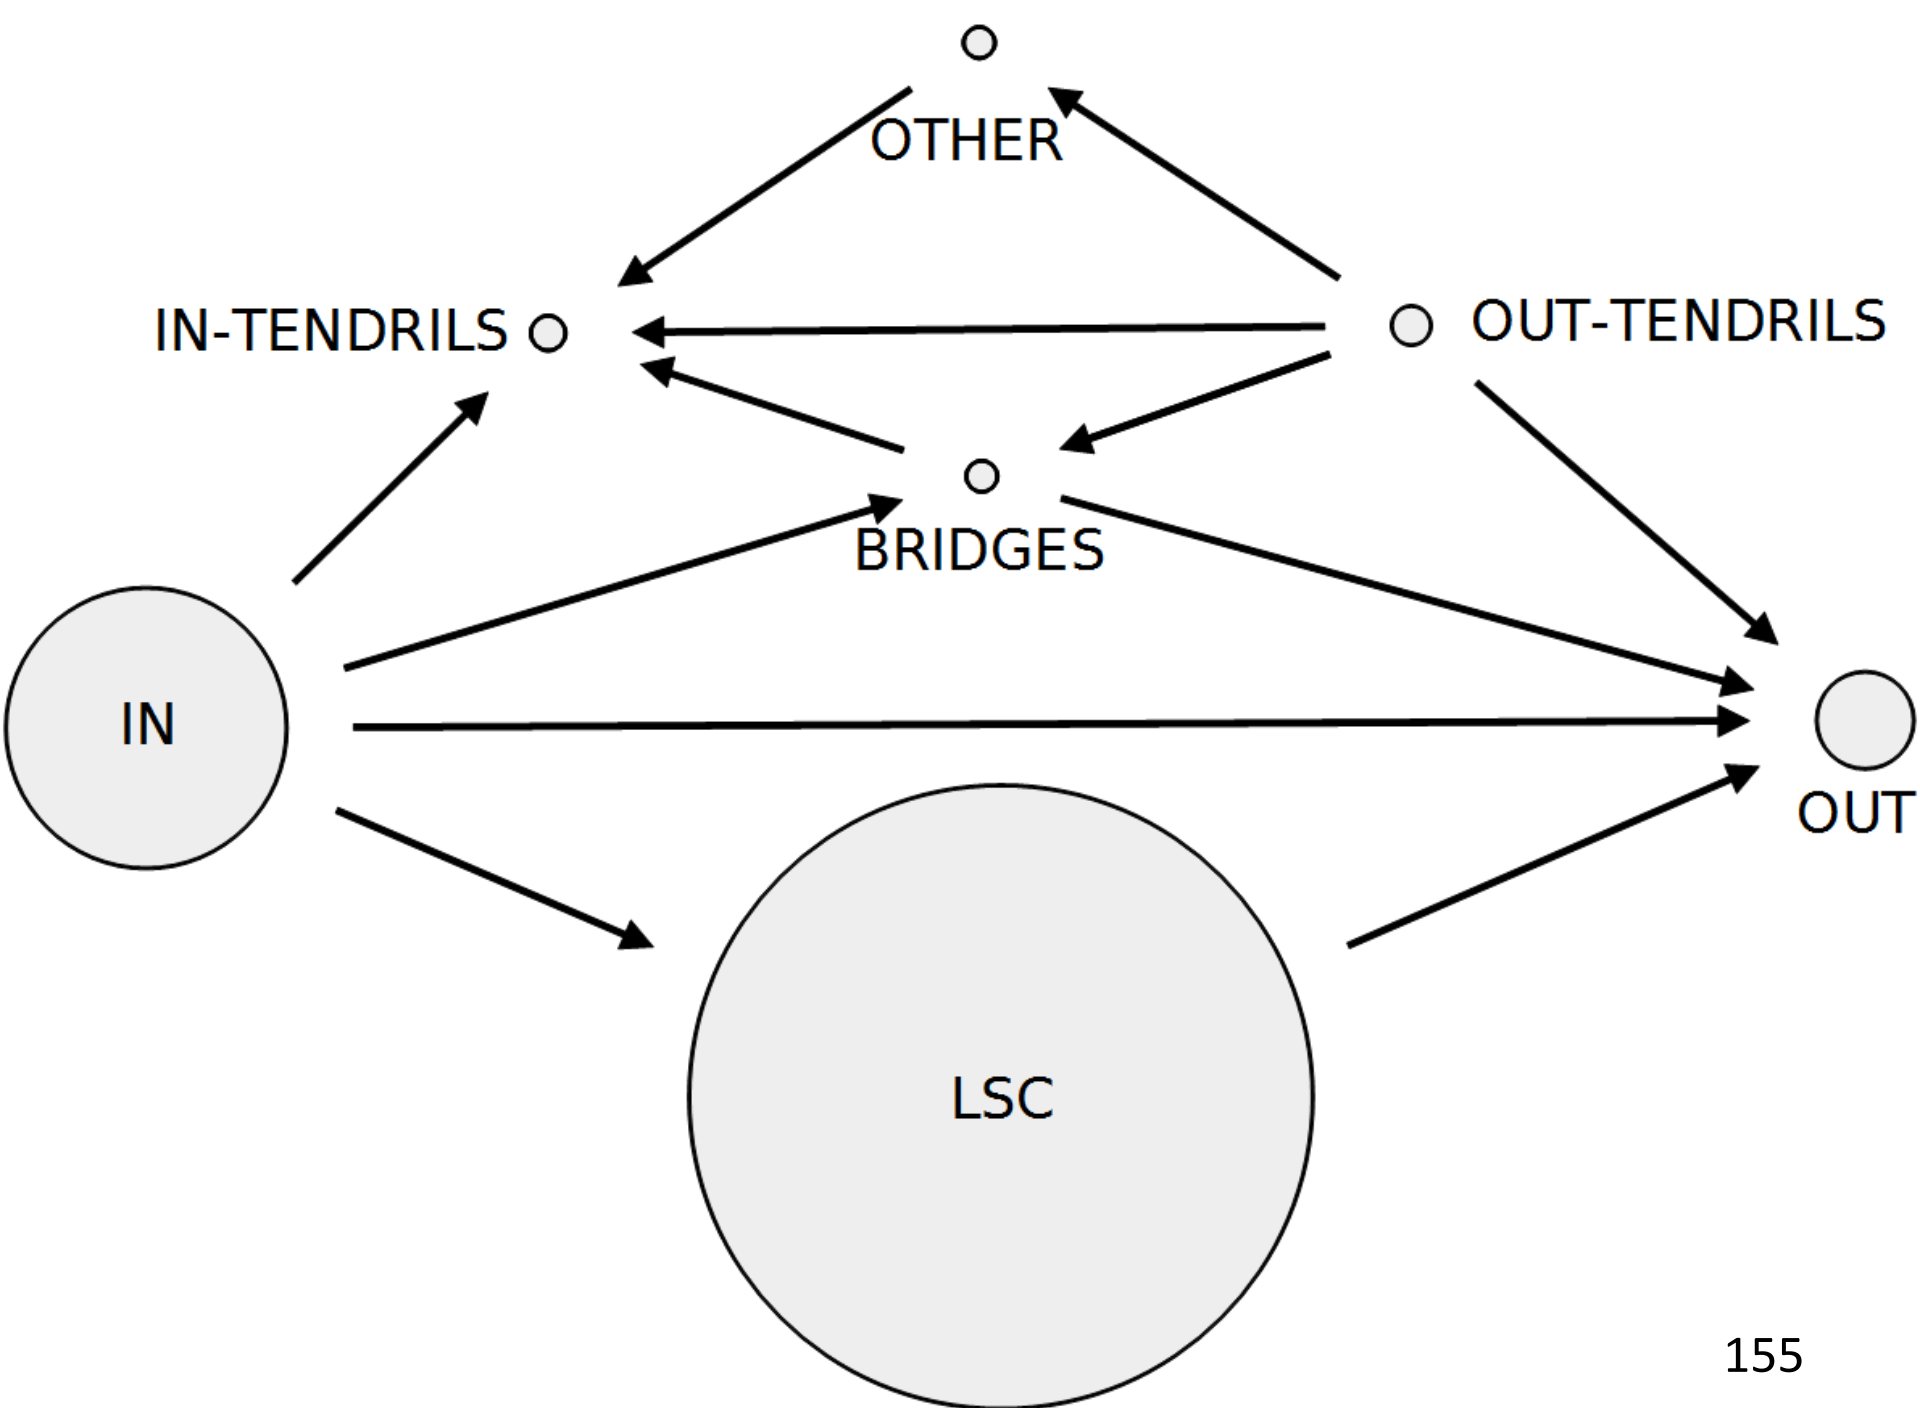 OTHER
IN-TENDRILS
OUT-TENDRILS
BRIDGES
IN
OUT
LSC
155